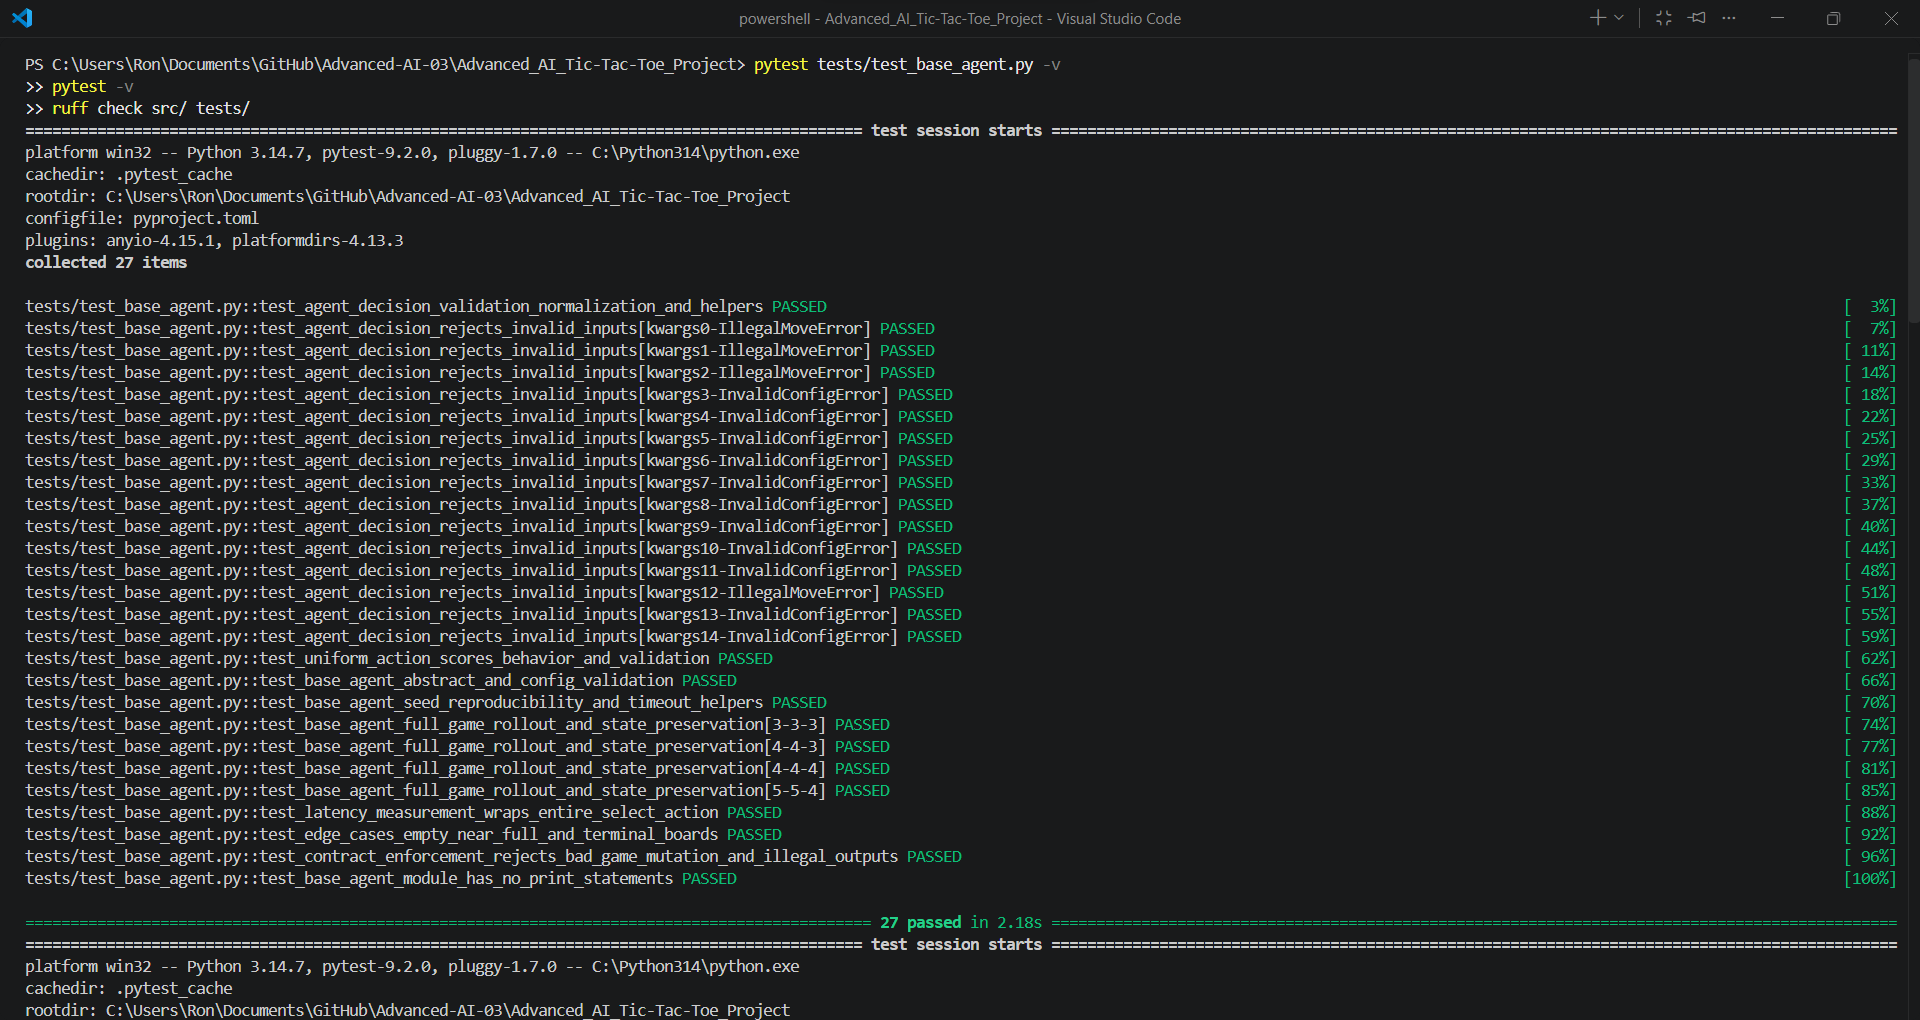 powershell - Advanced_AI_Tic-Tac-Toe_Project - Visual Studio Code
PS C:\Users\Ron\Documents\GitHub\Advanced-AI-03\Advanced_AI_Tic-Tac-Toe_Project> pytest tests/test_base_agent.py -v
>> pytest -v
>> ruff check src/ tests/
============================================================================================= test session starts ==============================================================================================
platform win32 -- Python 3.14.7, pytest-9.2.0, pluggy-1.7.0 -- C:\Python314\python.exe
cachedir: .pytest_cache
rootdir: C:\Users\Ron\Documents\GitHub\Advanced-AI-03\Advanced_AI_Tic-Tac-Toe_Project
configfile: pyproject.toml
plugins: anyio-4.15.1, platformdirs-4.13.3
collected 27 items
tests/test_base_agent.py::test_agent_decision_validation_normalization_and_helpers PASSED [  3%]
tests/test_base_agent.py::test_agent_decision_rejects_invalid_inputs[kwargs0-IllegalMoveError] PASSED [  7%]
tests/test_base_agent.py::test_agent_decision_rejects_invalid_inputs[kwargs1-IllegalMoveError] PASSED [ 11%]
tests/test_base_agent.py::test_agent_decision_rejects_invalid_inputs[kwargs2-IllegalMoveError] PASSED [ 14%]
tests/test_base_agent.py::test_agent_decision_rejects_invalid_inputs[kwargs3-InvalidConfigError] PASSED [ 18%]
tests/test_base_agent.py::test_agent_decision_rejects_invalid_inputs[kwargs4-InvalidConfigError] PASSED [ 22%]
tests/test_base_agent.py::test_agent_decision_rejects_invalid_inputs[kwargs5-InvalidConfigError] PASSED [ 25%]
tests/test_base_agent.py::test_agent_decision_rejects_invalid_inputs[kwargs6-InvalidConfigError] PASSED [ 29%]
tests/test_base_agent.py::test_agent_decision_rejects_invalid_inputs[kwargs7-InvalidConfigError] PASSED [ 33%]
tests/test_base_agent.py::test_agent_decision_rejects_invalid_inputs[kwargs8-InvalidConfigError] PASSED [ 37%]
tests/test_base_agent.py::test_agent_decision_rejects_invalid_inputs[kwargs9-InvalidConfigError] PASSED [ 40%]
tests/test_base_agent.py::test_agent_decision_rejects_invalid_inputs[kwargs10-InvalidConfigError] PASSED [ 44%]
tests/test_base_agent.py::test_agent_decision_rejects_invalid_inputs[kwargs11-InvalidConfigError] PASSED [ 48%]
tests/test_base_agent.py::test_agent_decision_rejects_invalid_inputs[kwargs12-IllegalMoveError] PASSED [ 51%]
tests/test_base_agent.py::test_agent_decision_rejects_invalid_inputs[kwargs13-InvalidConfigError] PASSED [ 55%]
tests/test_base_agent.py::test_agent_decision_rejects_invalid_inputs[kwargs14-InvalidConfigError] PASSED [ 59%]
tests/test_base_agent.py::test_uniform_action_scores_behavior_and_validation PASSED [ 62%]
tests/test_base_agent.py::test_base_agent_abstract_and_config_validation PASSED [ 66%]
tests/test_base_agent.py::test_base_agent_seed_reproducibility_and_timeout_helpers PASSED [ 70%]
tests/test_base_agent.py::test_base_agent_full_game_rollout_and_state_preservation[3-3-3] PASSED [ 74%]
tests/test_base_agent.py::test_base_agent_full_game_rollout_and_state_preservation[4-4-3] PASSED [ 77%]
tests/test_base_agent.py::test_base_agent_full_game_rollout_and_state_preservation[4-4-4] PASSED [ 81%]
tests/test_base_agent.py::test_base_agent_full_game_rollout_and_state_preservation[5-5-4] PASSED [ 85%]
tests/test_base_agent.py::test_latency_measurement_wraps_entire_select_action PASSED [ 88%]
tests/test_base_agent.py::test_edge_cases_empty_near_full_and_terminal_boards PASSED [ 92%]
tests/test_base_agent.py::test_contract_enforcement_rejects_bad_game_mutation_and_illegal_outputs PASSED [ 96%]
tests/test_base_agent.py::test_base_agent_module_has_no_print_statements PASSED [100%]
============================================================================================== 27 passed in 2.18s ==============================================================================================
============================================================================================= test session starts ==============================================================================================
platform win32 -- Python 3.14.7, pytest-9.2.0, pluggy-1.7.0 -- C:\Python314\python.exe
cachedir: .pytest_cache
rootdir: C:\Users\Ron\Documents\GitHub\Advanced-AI-03\Advanced_AI_Tic-Tac-Toe_Project